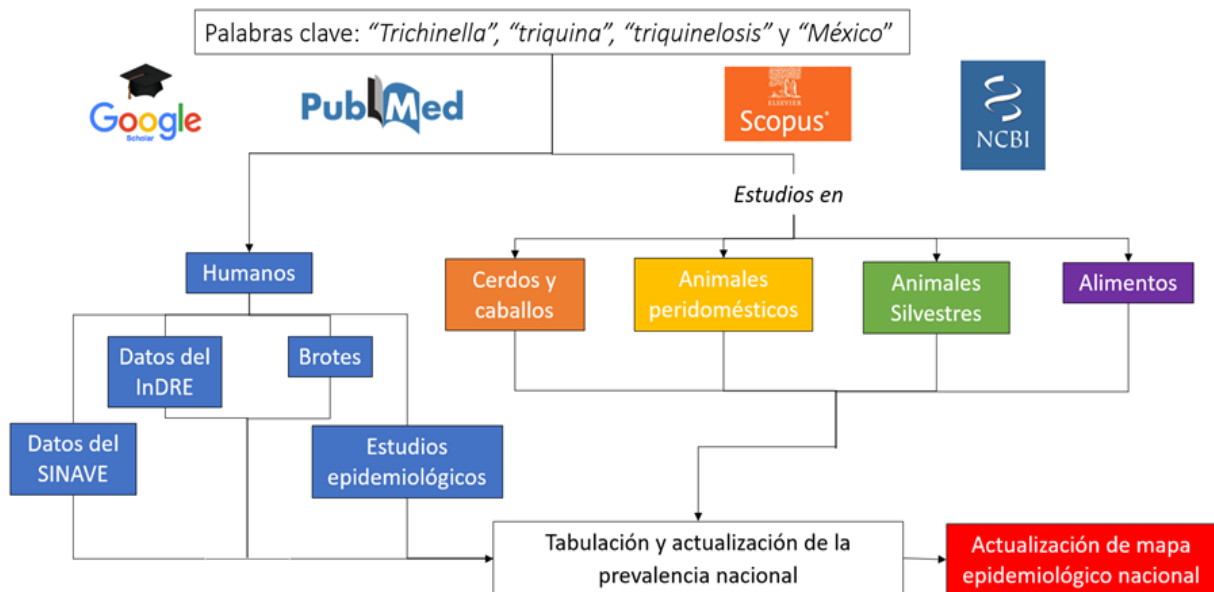 Palabras clave: “Trichinella”, “triquina”, “triquinelosis” y “México”
Google
Scholar
PubMed
ELSEVIER
Scopus®
NCBI
Estudios en
Humanos
Cerdos y
caballos
Animales
peridomésticos
Animales
Silvestres
Alimentos
Datos del
InDRE
Brotes
Datos del
SINAVE
Estudios
epidemiológicos
Tabulación y actualización de la
prevalencia nacional
Actualización de mapa
epidemiológico nacional